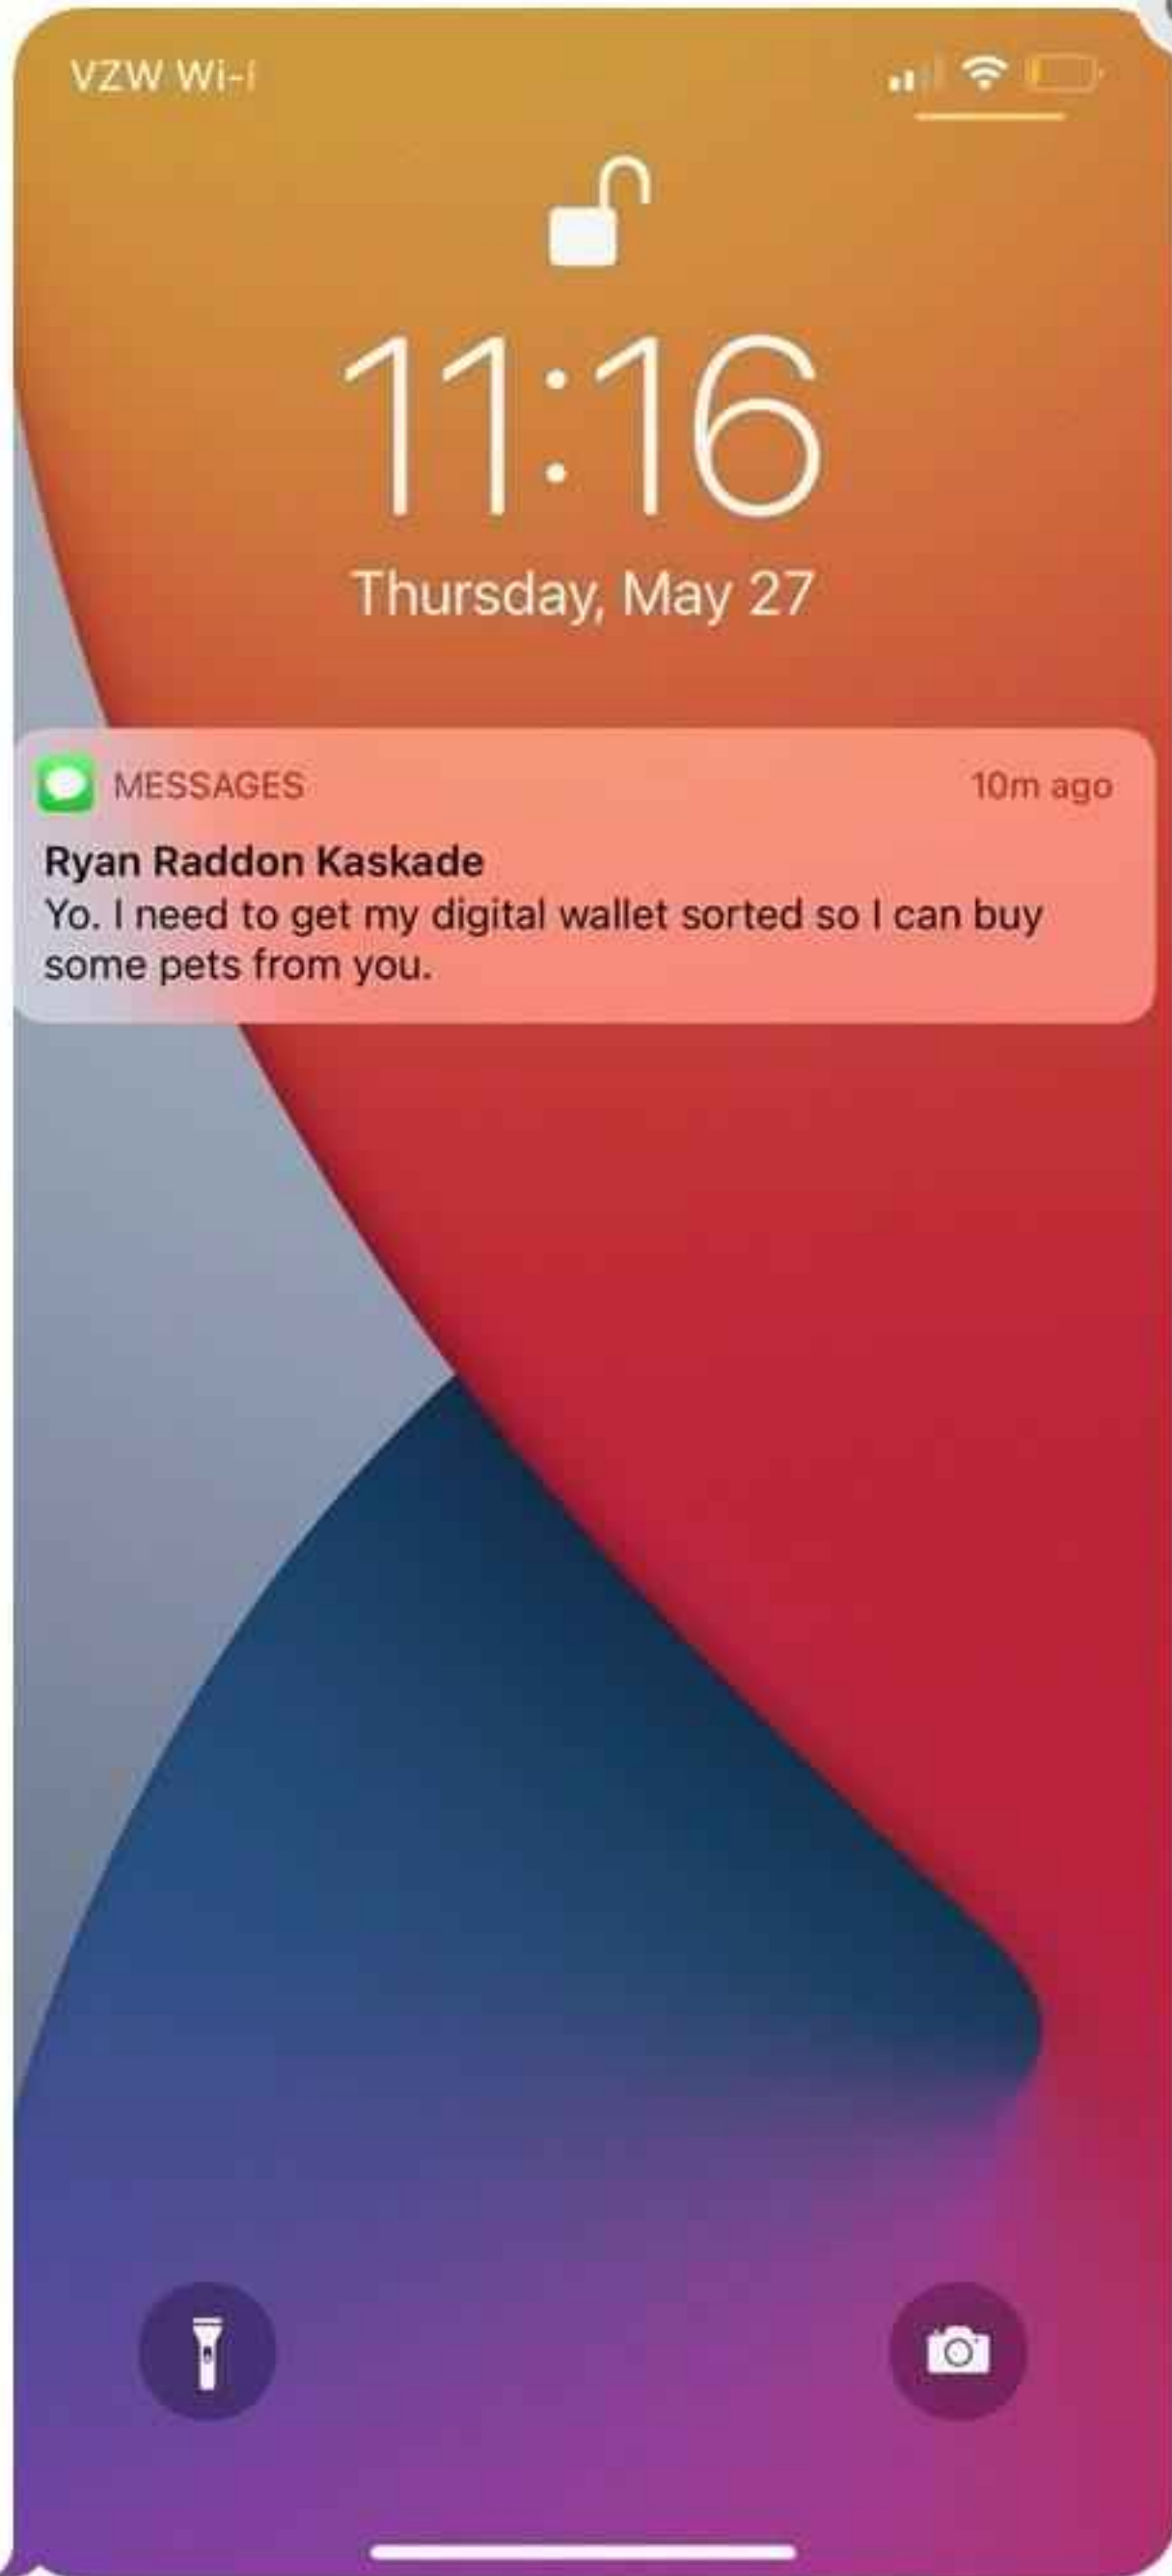 VZW Wi-
11:16
Thursday, May 27
MESSAGES 10m ago
Ryan Raddon Kaskade
Yo. I need to get my digital wallet sorted so I can buy
some pets from you.